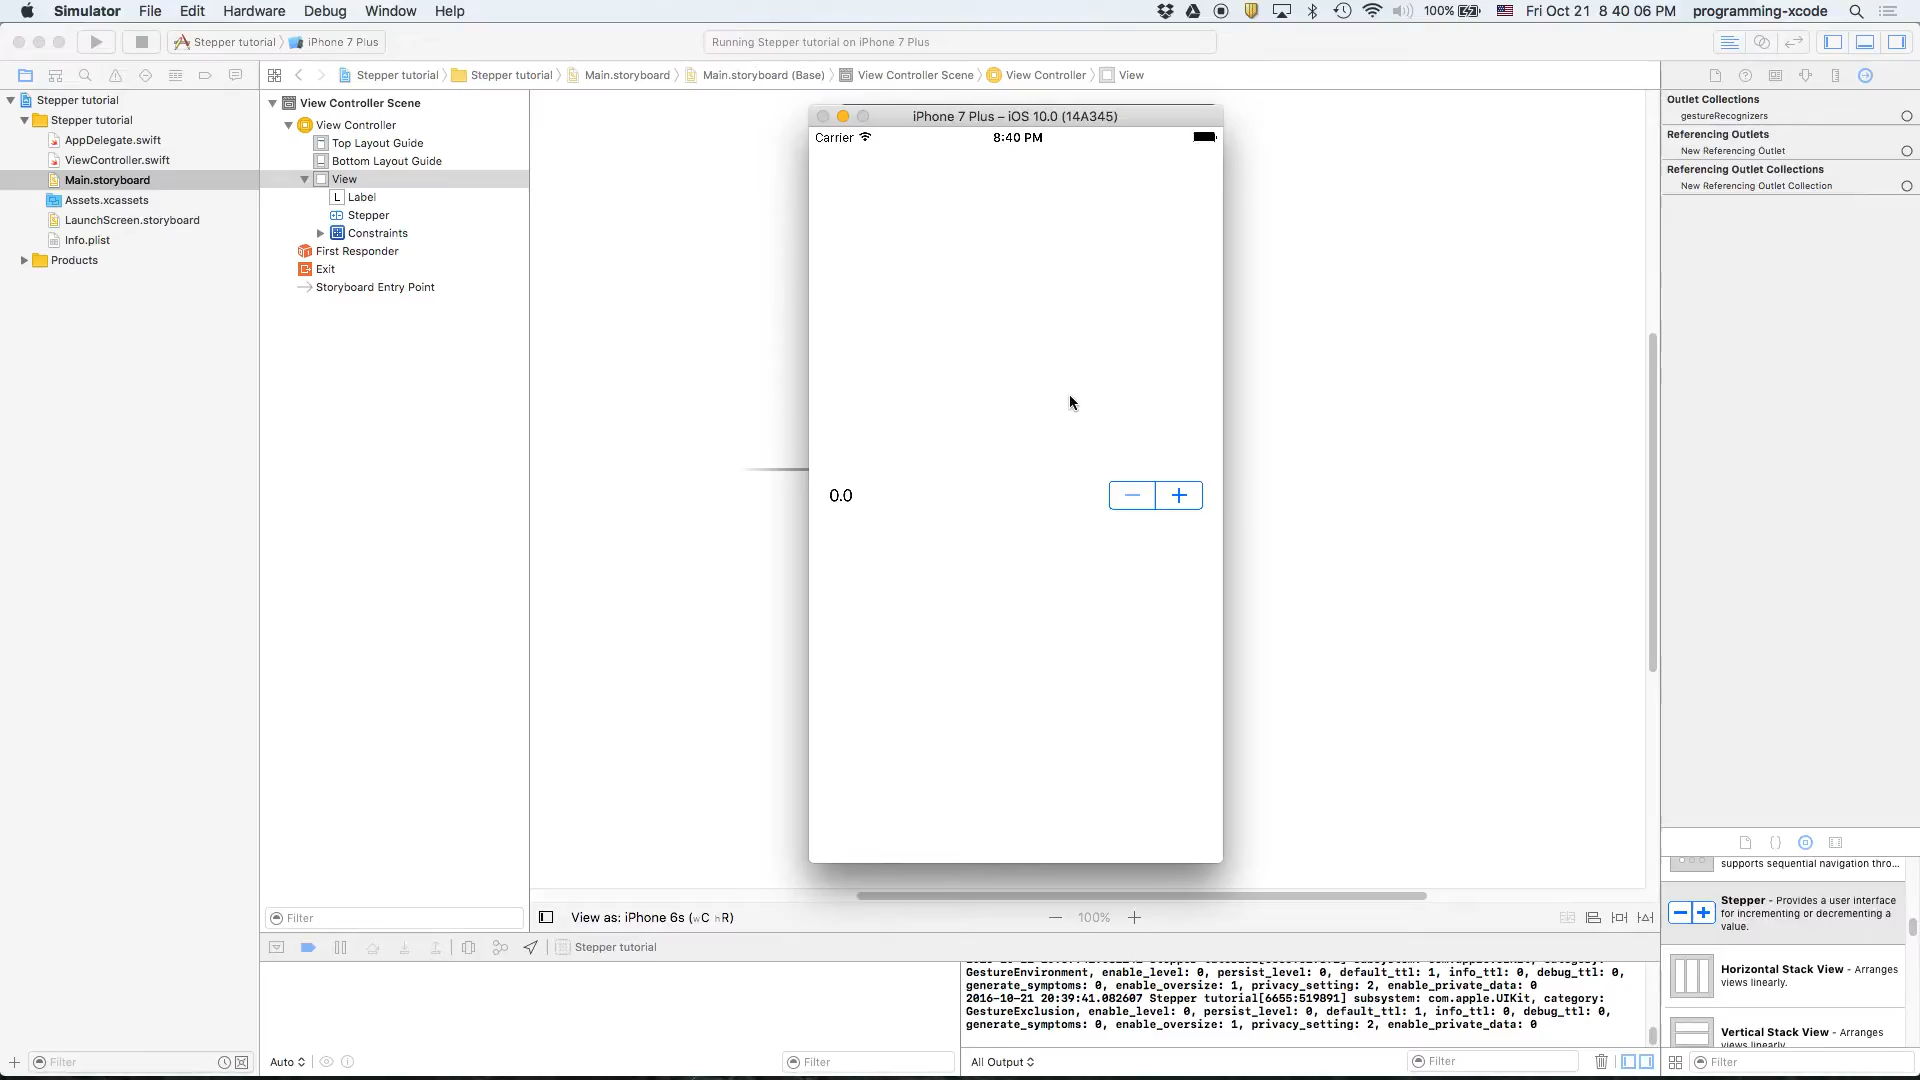 Simulator File Edit Hardware Debug Window Help 100% Fri Oct 21 8 40 06 PM programming-xcode
Stepper tutorial iPhone 7 Plus Running Stepper tutorial on iPhone 7 Plus
Stepper tutorial Stepper tutorial Main.storyboard Main.storyboard (Base) View Controller Scene View Controller View
Stepper tutorial
Stepper tutorial
AppDelegate.swift
ViewController.swift
Main.storyboard
Assets.xcassets
LaunchScreen.storyboard
Info.plist
Products
View Controller Scene
View Controller
Top Layout Guide
Bottom Layout Guide
View
L Label
Stepper
Constraints
First Responder
Exit
Storyboard Entry Point
iPhone 7 Plus – iOS 10.0 (14A345)
Carrier 8:40 PM
0.0
Outlet Collections
gestureRecognizers
Referencing Outlets
New Referencing Outlet
Referencing Outlet Collections
New Referencing Outlet Collection
Filter
View as: iPhone 6s (wC hR) — 100% +
Stepper tutorial
GestureEnvironment, enable_level: 0, persist_level: 0, default_ttl: 1, info_ttl: 0, debug_ttl: 0,
generate_symptoms: 0, enable_oversize: 1, privacy_setting: 2, enable_private_data: 0
2016-10-21 20:39:41.082607 Stepper tutorial[6655:519891] subsystem: com.apple.UIKit, category:
GestureExclusion, enable_level: 0, persist_level: 0, default_ttl: 1, info_ttl: 0, debug_ttl: 0,
generate_symptoms: 0, enable_oversize: 1, privacy_setting: 2, enable_private_data: 0
supports sequential navigation thro...
Stepper - Provides a user interface
for incrementing or decrementing a
value.
Horizontal Stack View - Arranges
views linearly.
Vertical Stack View - Arranges
views linearly.
Filter Auto Filter All Output Filter Filter